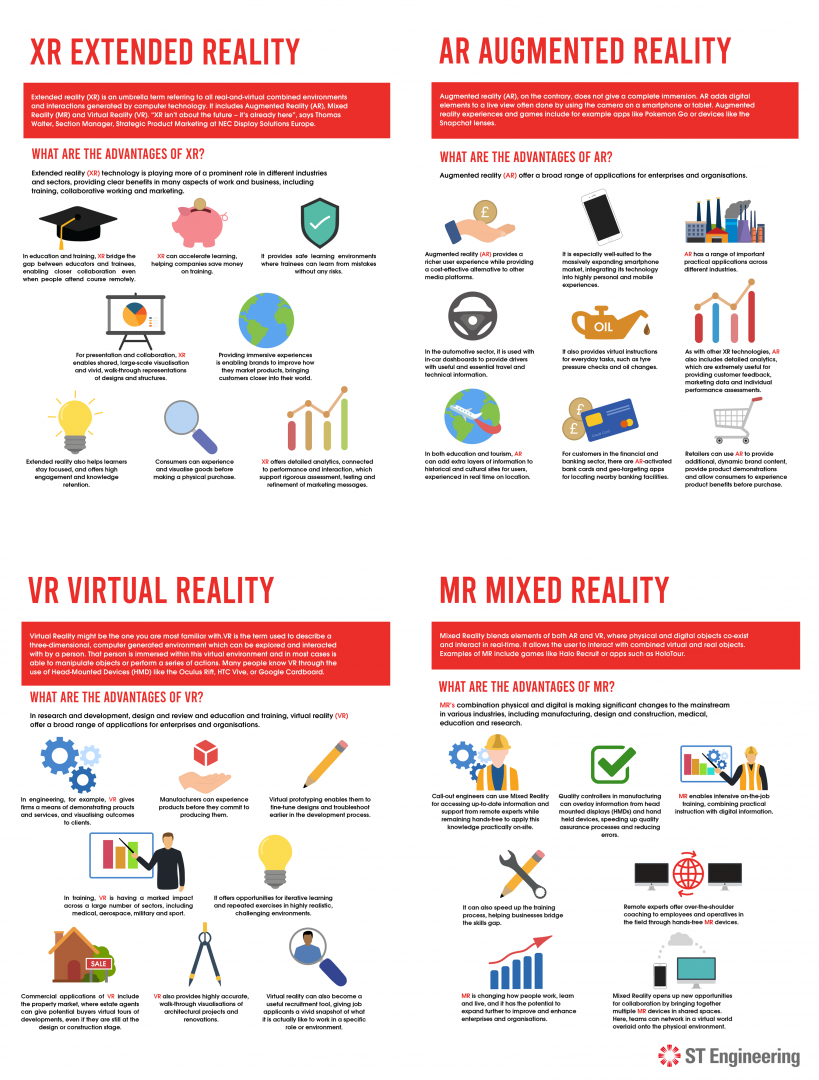 XR EXTENDED REALITY
Extended reality (XR) is an umbrella term referring to all real-and-virtual combined environments
and interactions generated by computer technology. It includes Augmented Reality (AR), Mixed
Reality (MR) and Virtual Reality (VR). "XR isn't about the future – it's already here", says Thomas
Walter, Section Manager, Strategic Product Marketing at NEC Display Solutions Europe.
WHAT ARE THE ADVANTAGES OF XR?
Extended reality (XR) technology is playing more of a prominent role in different industries
and sectors, providing clear benefits in many aspects of work and business, including
training, collaborative working and marketing.
In education and training, XR bridge the
gap between educators and trainees,
enabling closer collaboration even
when people attend course remotely.
XR can accelerate learning,
helping companies save money
on training.
It provides safe learning environments
where trainees can learn from mistakes
without any risks.
For presentation and collaboration, XR
enables shared, large-scale visualisation
and vivid, walk-through representations
of designs and structures.
Providing immersive experiences
is enabling brands to improve how
they market products, bringing
customers closer into their world.
Extended reality also helps learners
stay focused, and offers high
engagement and knowledge
retention.
Consumers can experience
and visualise goods before
making a physical purchase.
XR offers detailed analytics, connected
to performance and interaction, which
support rigorous assessment, testing and
refinement of marketing messages.
AR AUGMENTED REALITY
Augmented reality (AR), on the contrary, does not give a complete immersion. AR adds digital
elements to a live view often done by using the camera on a smartphone or tablet. Augmented
reality experiences and games include for example apps like Pokemon Go or devices like the
Snapchat lenses.
WHAT ARE THE ADVANTAGES OF AR?
Augmented reality (AR) offer a broad range of applications for enterprises and organisations.
£
Augmented reality (AR) provides a
richer user experience while providing
a cost-effective alternative to other
media platforms.
It is especially well-suited to the
massively expanding smartphone
market, integrating its technology
into highly personal and mobile
experiences.
AR has a range of important
practical applications across
different industries.
In the automotive sector, it is used with
in-car dashboards to provide drivers
with useful and essential travel and
technical information.
OIL
It also provides virtual instructions
for everyday tasks, such as tyre
pressure checks and oil changes.
As with other XR technologies, AR
also includes detailed analytics,
which are extremely useful for
providing customer feedback,
marketing data and individual
performance assessments.
In both education and tourism, AR
can add extra layers of information to
historical and cultural sites for users,
experienced in real time on location.
£
£
For customers in the financial and
banking sector, there are AR-activated
bank cards and geo-targeting apps
for locating nearby banking facilities.
Retailers can use AR to provide
additional, dynamic brand content,
provide product demonstrations
and allow consumers to experience
product benefits before purchase.
VR VIRTUAL REALITY
Virtual Reality might be the one you are most familiar with.VR is the term used to describe a
three-dimensional, computer generated environment which can be explored and interacted
with by a person. That person is immersed within this virtual environment and in most cases is
able to manipulate objects or perform a series of actions. Many people know VR through the
use of Head-Mounted Devices (HMD) like the Oculus Rift, HTC Vive, or Google Cardboard.
WHAT ARE THE ADVANTAGES OF VR?
In research and development, design and review and education and training, virtual reality (VR)
offer a broad range of applications for enterprises and organisations.
In engineering, for example, VR gives
firms a means of demonstrating proucts
and services, and visualising outcomes
to clients.
Manufacturers can experience
products before they commit to
producing them.
Virtual prototyping enables them to
fine-tune designs and troubleshoot
earlier in the development process.
In training, VR is having a marked impact
across a large number of sectors, including
medical, aerospace, military and sport.
It offers opportunities for iterative learning
and repeated exercises in highly realistic,
challenging environments.
SALE
Commercial applications of VR include
the property market, where estate agents
can give potential buyers virtual tours of
developments, even if they are still at the
design or construction stage.
VR also provides highly accurate,
walk-through visualisations of
architectural projects and
renovations.
Virtual reality can also become a
useful recruitment tool, giving job
applicants a vivid snapshot of what
it is actually like to work in a specific
role or environment.
MR MIXED REALITY
Mixed Reality blends elements of both AR and VR, where physical and digital objects co-exist
and interact in real-time. It allows the user to interact with combined virtual and real objects.
Examples of MR include games like Halo Recruit or apps such as HoloTour.
WHAT ARE THE ADVANTAGES OF MR?
MR's combination physical and digital is making significant changes to the mainstream
in various industries, including manufacturing, design and construction, medical,
education and research.
Call-out engineers can use Mixed Reality
for accessing up-to-date information and
support from remote experts while
remaining hands-free to apply this
knowledge practically on-site.
Quality controllers in manufacturing
can overlay information from head
mounted displays (HMDs) and hand
held devices, speeding up quality
assurance processes and reducing
errors.
MR enables intensive on-the-job
training, combining practical
instruction with digital information.
It can also speed up the training
process, helping businesses bridge
the skills gap.
Remote experts offer over-the-shoulder
coaching to employees and operatives in
the field through hands-free MR devices.
MR is changing how people work, learn
and live, and it has the potential to
expand further to improve and enhance
enterprises and organisations.
Mixed Reality opens up new opportunities
for collaboration by bringing together
multiple MR devices in shared spaces.
Here, teams can network in a virtual world
overlaid onto the physical environment.
ST Engineering